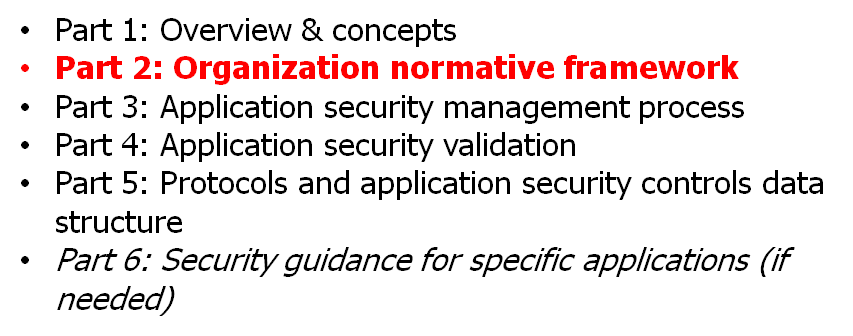 • Part 1: Overview & concepts
• Part 2: Organization normative framework
• Part 3: Application security management process
• Part 4: Application security validation
• Part 5: Protocols and application security controls data
structure
• Part 6: Security guidance for specific applications (if
needed)